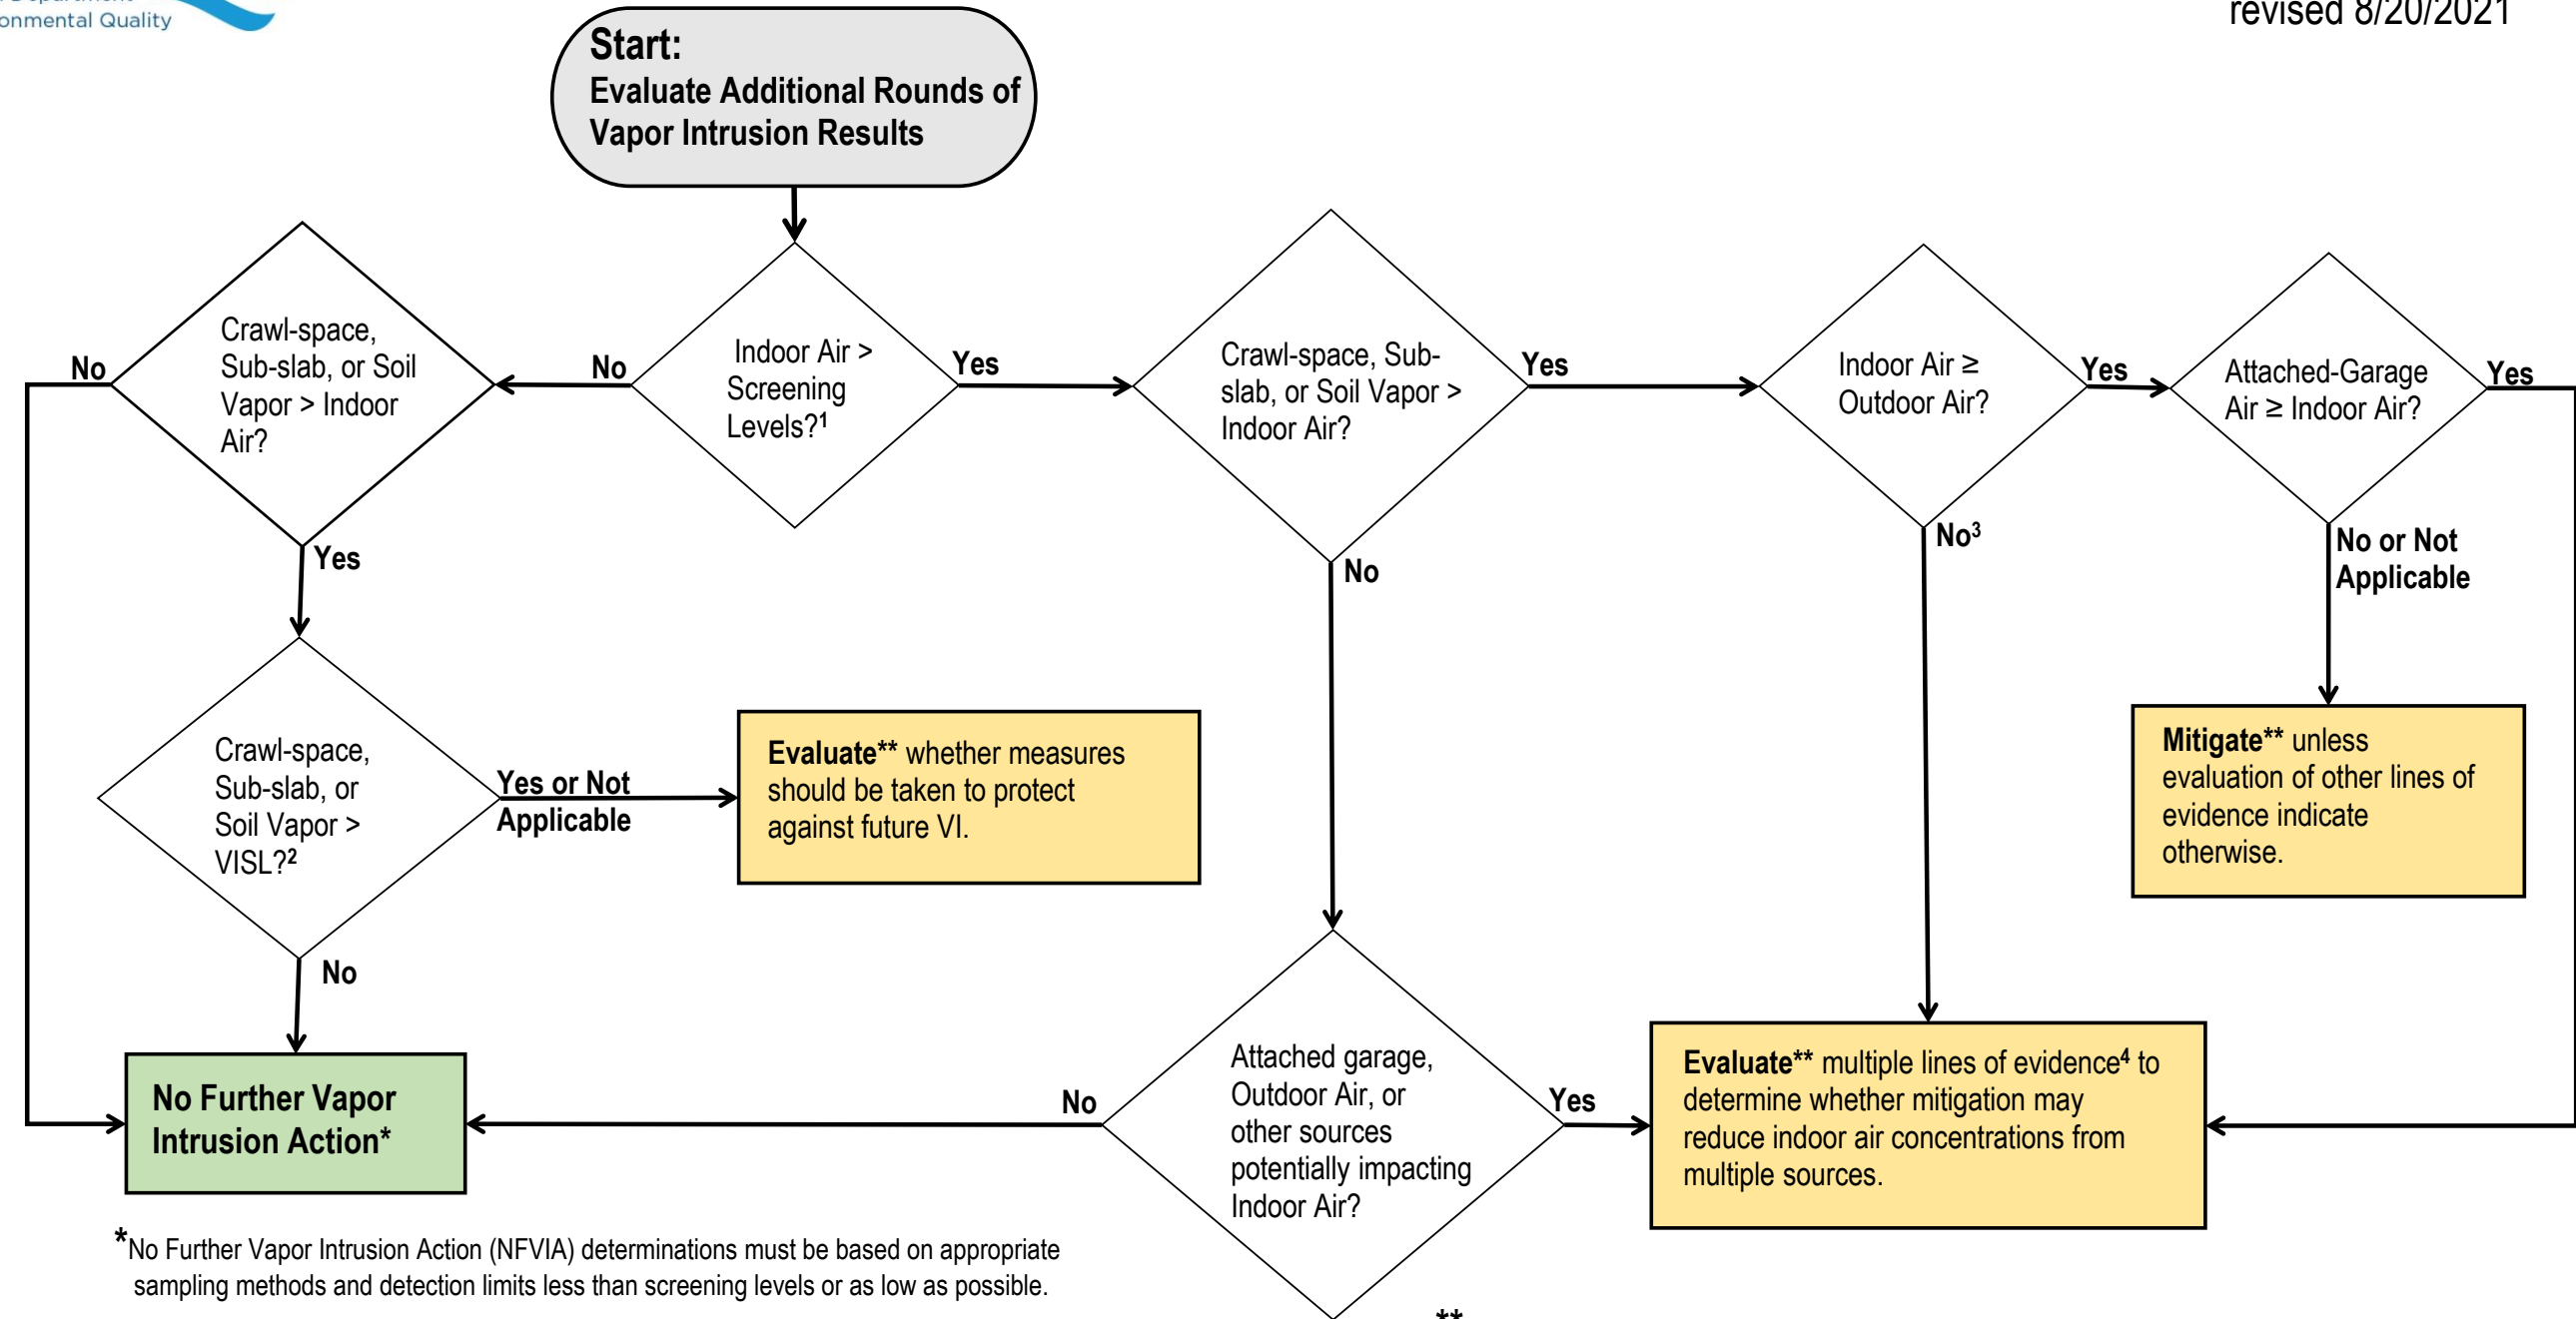 onmental Quality
revised 8/20/2021
Start:
Evaluate Additional Rounds of
Vapor Intrusion Results
Crawl-space,
Sub-slab, or Soil
Vapor > Indoor
Air?
No
Yes
Indoor Air >
Screening
Levels?¹
No
Yes
Crawl-space, Sub-
slab, or Soil Vapor >
Indoor Air?
Yes
No
Indoor Air ≥
Outdoor Air?
Yes
No³
Attached-Garage
Air ≥ Indoor Air?
Yes
No or Not
Applicable
Crawl-space,
Sub-slab, or
Soil Vapor >
VISL?²
Yes or Not
Applicable
No
Evaluate** whether measures
should be taken to protect
against future VI.
Mitigate** unless
evaluation of other lines of
evidence indicate
otherwise.
No Further Vapor
Intrusion Action*
Attached garage,
Outdoor Air, or
other sources
potentially impacting
Indoor Air?
No
Yes
Evaluate** multiple lines of evidence⁴ to
determine whether mitigation may
reduce indoor air concentrations from
multiple sources.
*No Further Vapor Intrusion Action (NFVIA) determinations must be based on appropriate
sampling methods and detection limits less than screening levels or as low as possible.
**